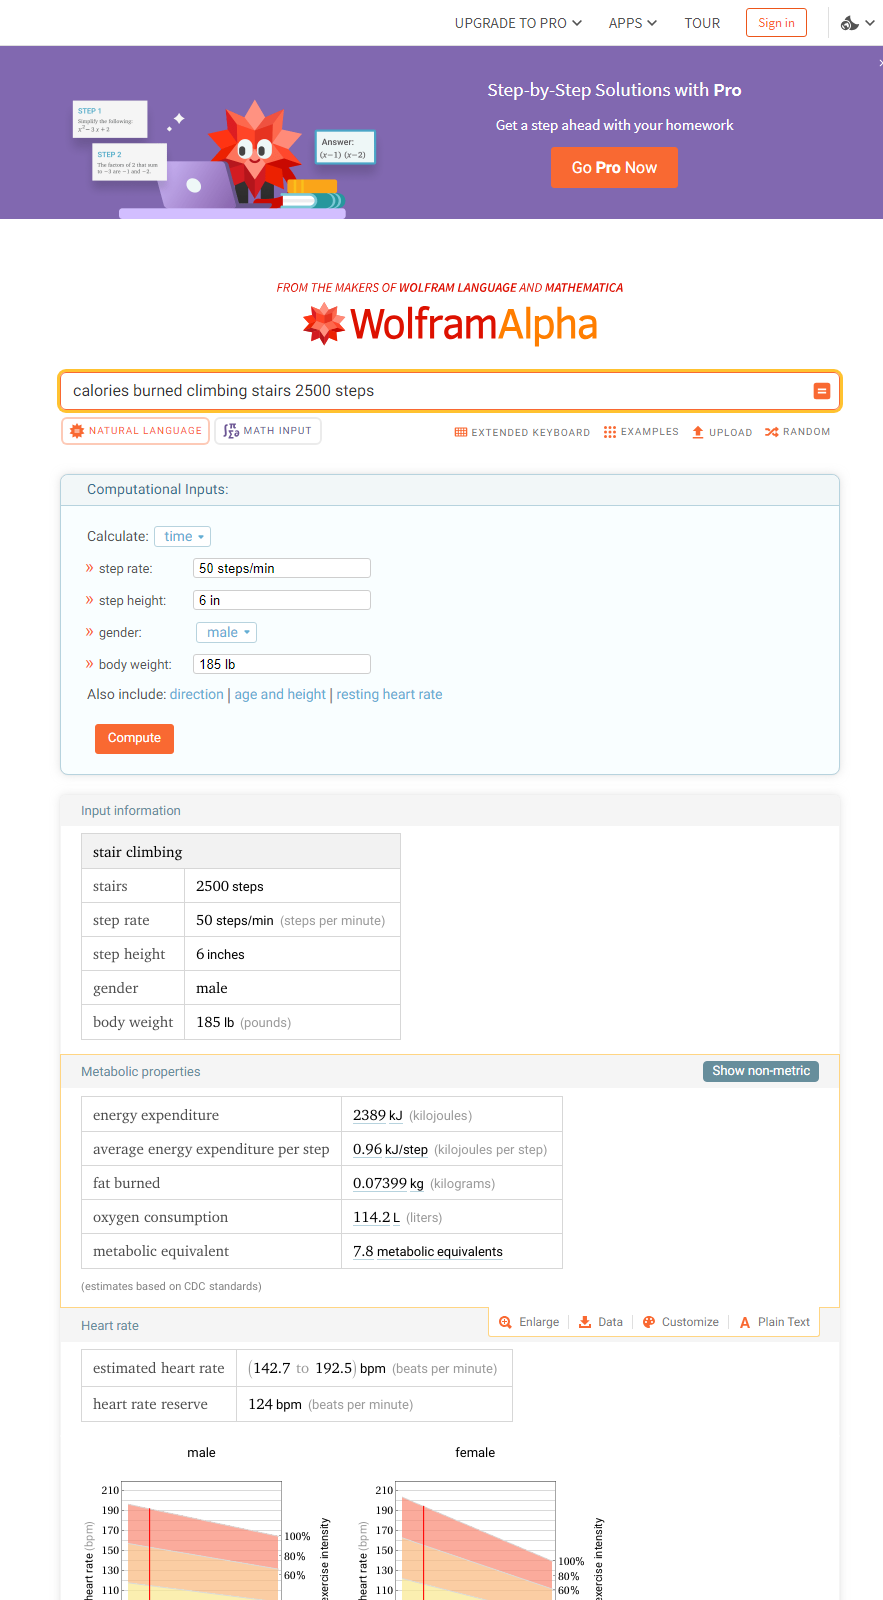 UPGRADE TO PRO APPS TOUR Sign in
Step-by-Step Solutions with Pro
Get a step ahead with your homework
Go Pro Now
STEP 1
Simplify the following:
x² − 3 x + 2
STEP 2
The factors of 2 that sum
to −3 are −1 and −2.
Answer:
(x−1) (x−2)
FROM THE MAKERS OF WOLFRAM LANGUAGE AND MATHEMATICA
WolframAlpha
calories burned climbing stairs 2500 steps
NATURAL LANGUAGE MATH INPUT EXTENDED KEYBOARD EXAMPLES UPLOAD RANDOM
Computational Inputs:
Calculate: time
» step rate: 50 steps/min
» step height: 6 in
» gender: male
» body weight: 185 lb
Also include: direction | age and height | resting heart rate
Compute
Input information
stair climbing
stairs 2500 steps
step rate 50 steps/min (steps per minute)
step height 6 inches
gender male
body weight 185 lb (pounds)
Metabolic properties Show non-metric
energy expenditure 2389 kJ (kilojoules)
average energy expenditure per step 0.96 kJ/step (kilojoules per step)
fat burned 0.07399 kg (kilograms)
oxygen consumption 114.2 L (liters)
metabolic equivalent 7.8 metabolic equivalents
(estimates based on CDC standards)
Heart rate Enlarge Data Customize A Plain Text
estimated heart rate (142.7 to 192.5) bpm (beats per minute)
heart rate reserve 124 bpm (beats per minute)
male
210
190
170
150
130
110
heart rate (bpm)
100%
80%
60%
exercise intensity
female
210
190
170
150
130
110
heart rate (bpm)
100%
80%
60%
exercise intensity